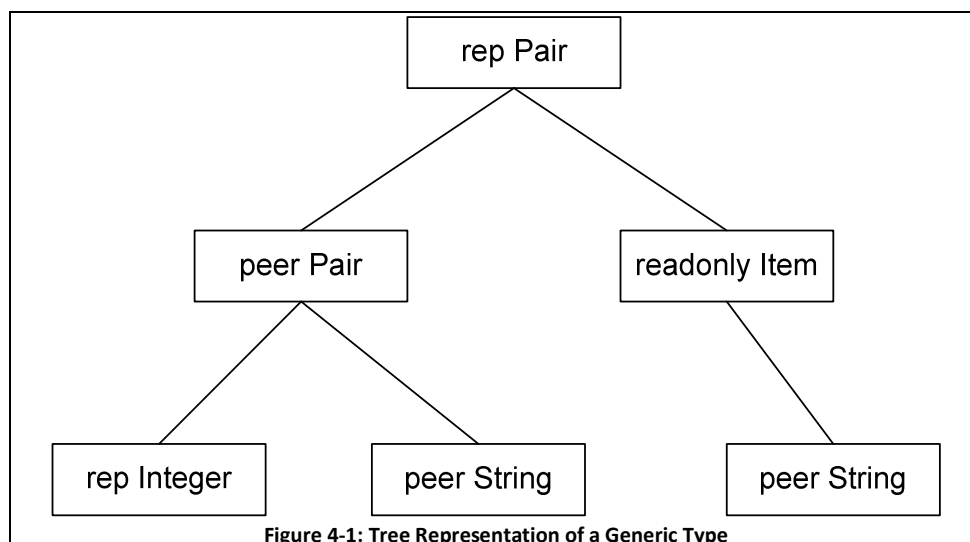 rep Pair
peer Pair
readonly Item
rep Integer
peer String
peer String
Figure 4-1: Tree Representation of a Generic Type